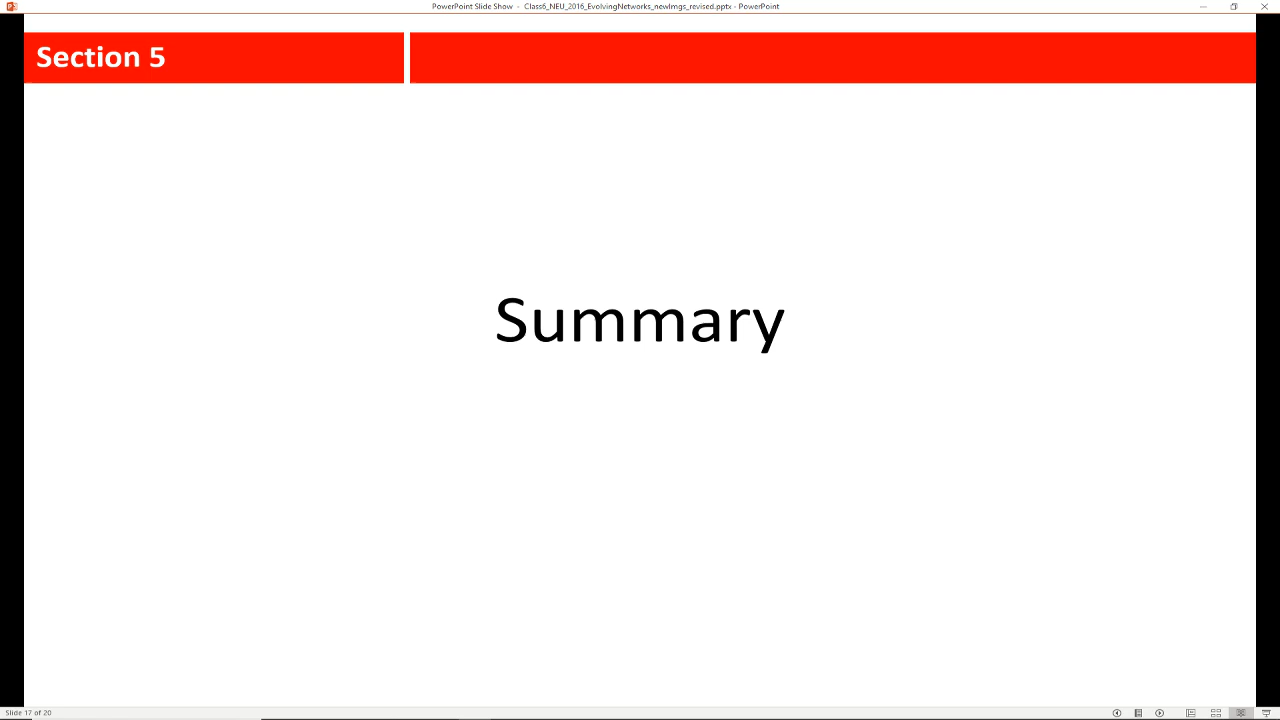 PowerPoint Slide Show - Class6_NEU_2016_EvolvingNetworks_newImgs_revised.pptx - PowerPoint
Section 5
Summary
Slide 17 of 20